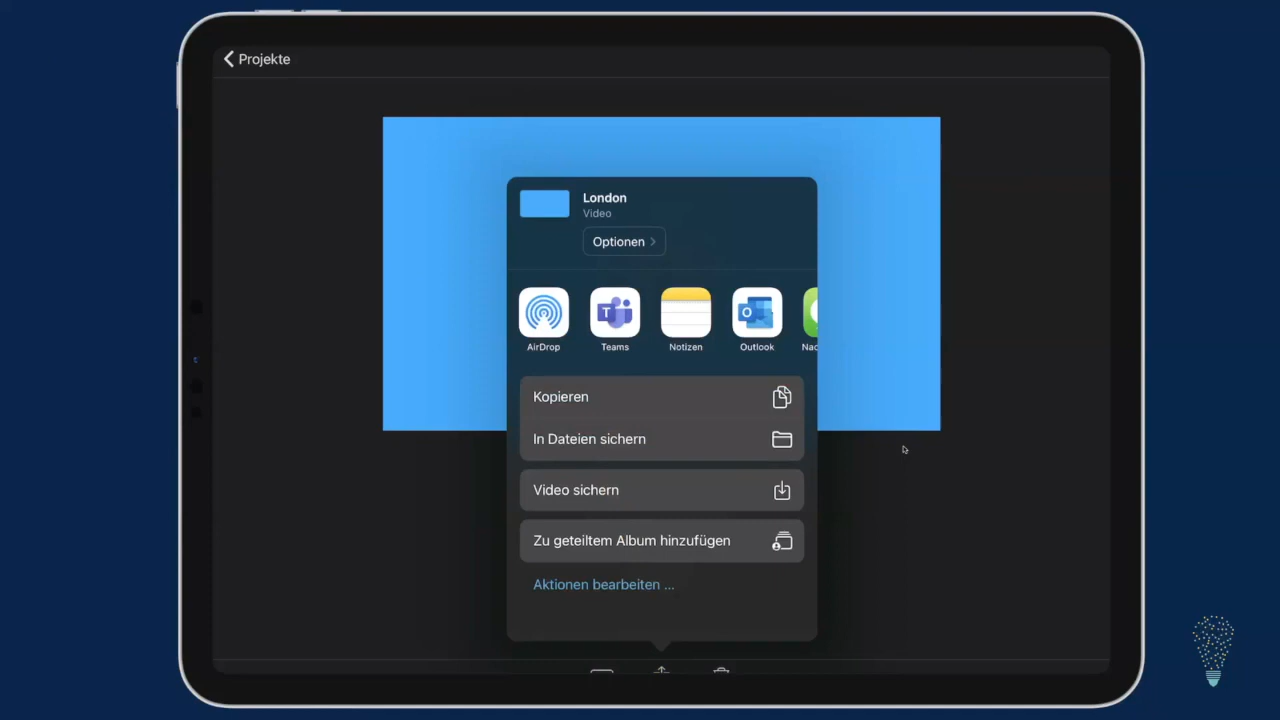 Projekte
London
Video
Optionen
AirDrop
Teams
Notizen
Outlook
Kopieren
In Dateien sichern
Video sichern
Zu geteiltem Album hinzufügen
Aktionen bearbeiten ...